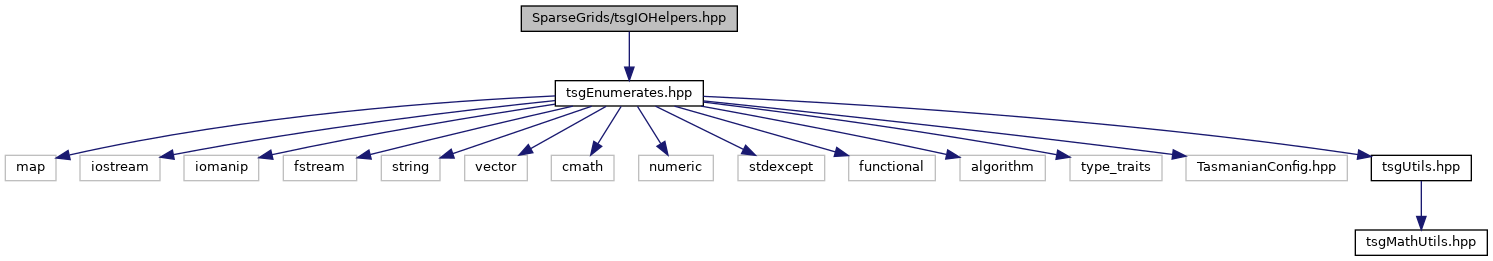 SparseGrids/tsgIOHelpers.hpp
tsgEnumerates.hpp
map
iostream
iomanip
fstream
string
vector
cmath
numeric
stdexcept
functional
algorithm
type_traits
TasmanianConfig.hpp
tsgUtils.hpp
tsgMathUtils.hpp